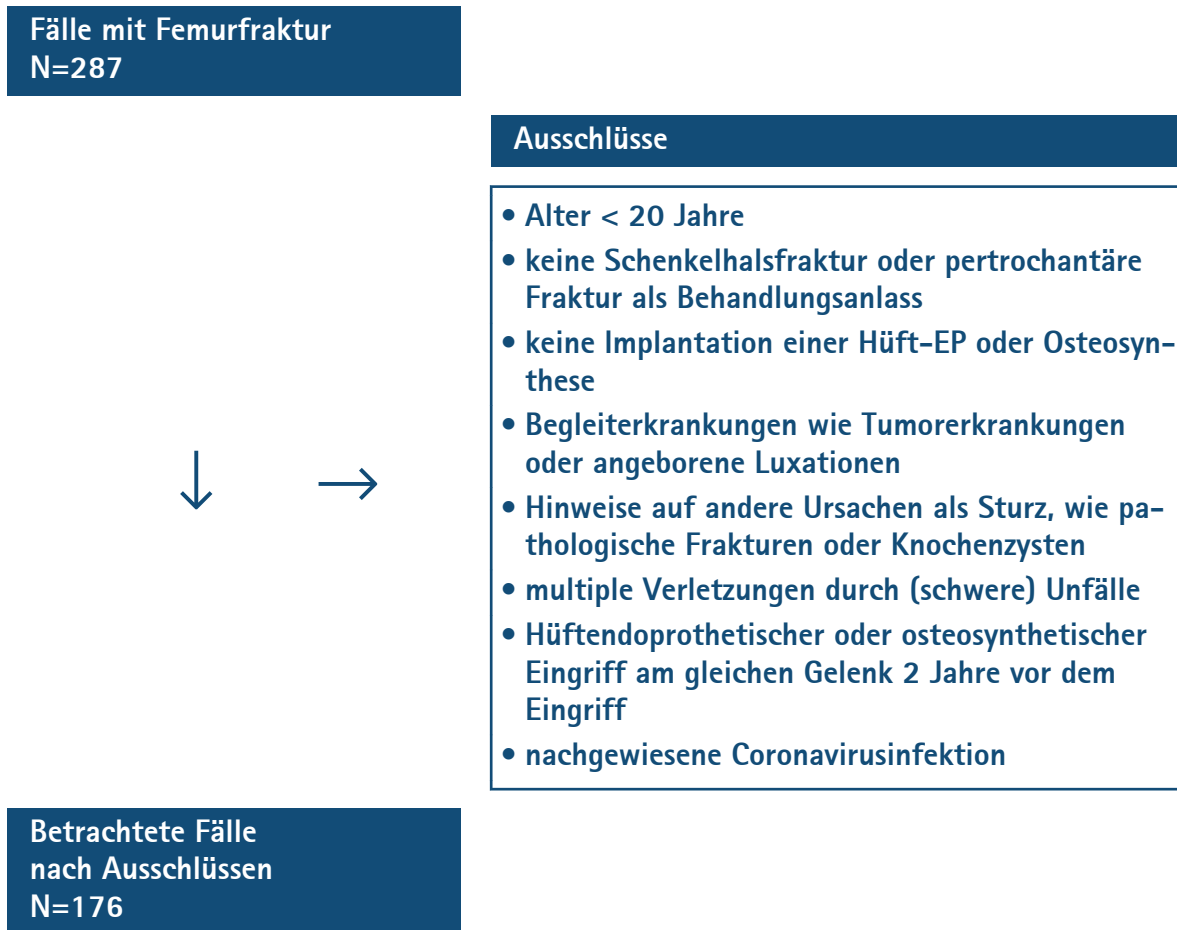 Fälle mit Femurfraktur
N=287
Ausschlüsse
• Alter < 20 Jahre
• keine Schenkelhalsfraktur oder pertrochantäre
Fraktur als Behandlungsanlass
• keine Implantation einer Hüft-EP oder Osteosyn-
these
• Begleiterkrankungen wie Tumorerkrankungen
oder angeborene Luxationen
• Hinweise auf andere Ursachen als Sturz, wie pa-
thologische Frakturen oder Knochenzysten
• multiple Verletzungen durch (schwere) Unfälle
• Hüftendoprothetischer oder osteosynthetischer
Eingriff am gleichen Gelenk 2 Jahre vor dem
Eingriff
• nachgewiesene Coronavirusinfektion
Betrachtete Fälle
nach Ausschlüssen
N=176